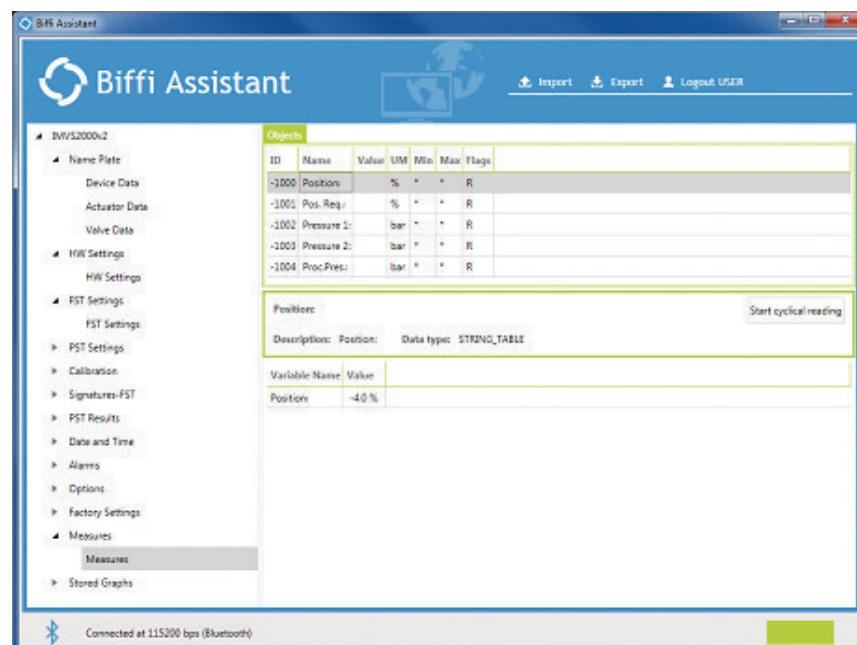 Biffi Assistant
Biffi Assistant
Import Export Logout USER
IMVS2000v2
Name Plate
Device Data
Actuator Data
Valve Data
HW Settings
HW Settings
FST Settings
FST Settings
PST Settings
Calibration
Signatures-FST
PST Results
Date and Time
Alarms
Options
Factory Settings
Measures
Measures
Stored Graphs
Objects
ID Name Value UM Min Max Flags
-1000 Position: % * * R
-1001 Pos. Req.: % * * R
-1002 Pressure 1: bar * * R
-1003 Pressure 2: bar * * R
-1004 Proc.Pres.: bar * * R
Position:
Start cyclical reading
Description: Position: Data type: STRING_TABLE
Variable Name Value
Position: -4.0 %
Connected at 115200 bps (Bluetooth)